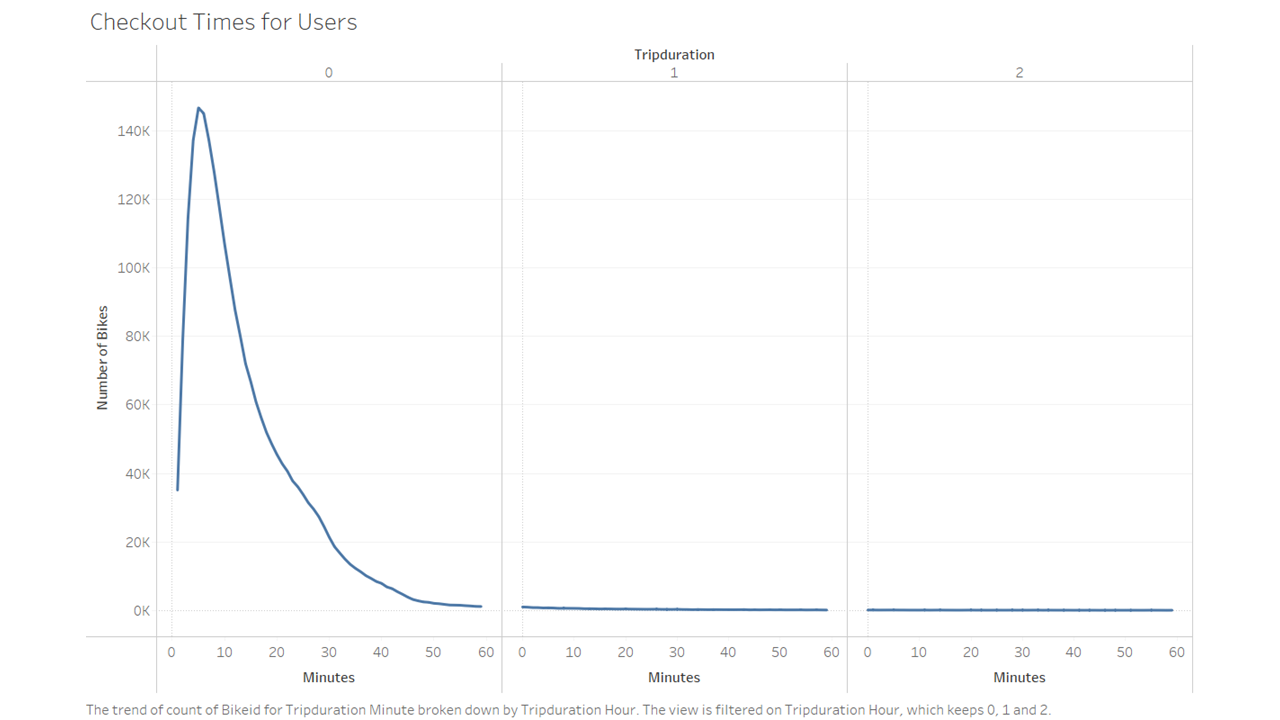 Checkout Times for Users
Tripduration
0 1 2
140K
120K
100K
80K
60K
40K
20K
0K
Number of Bikes
0 10 20 30 40 50 60 0 10 20 30 40 50 60 0 10 20 30 40 50 60
Minutes Minutes Minutes
The trend of count of Bikeid for Tripduration Minute broken down by Tripduration Hour. The view is filtered on Tripduration Hour, which keeps 0, 1 and 2.